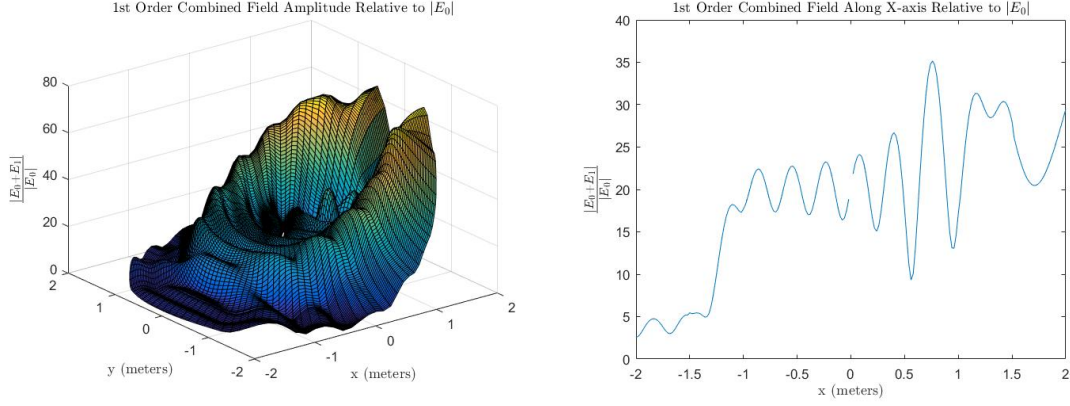 1st Order Combined Field Amplitude Relative to |E₀|
80
60
40
20
0
|E₀+E₁|
|E₀|
2
1
0
-1
-2
y (meters)
-2
-1
0
1
2
x (meters)
1st Order Combined Field Along X-axis Relative to |E₀|
40
35
30
25
20
15
10
5
0
|E₀+E₁|
|E₀|
-2 -1.5 -1 -0.5 0 0.5 1 1.5 2
x (meters)